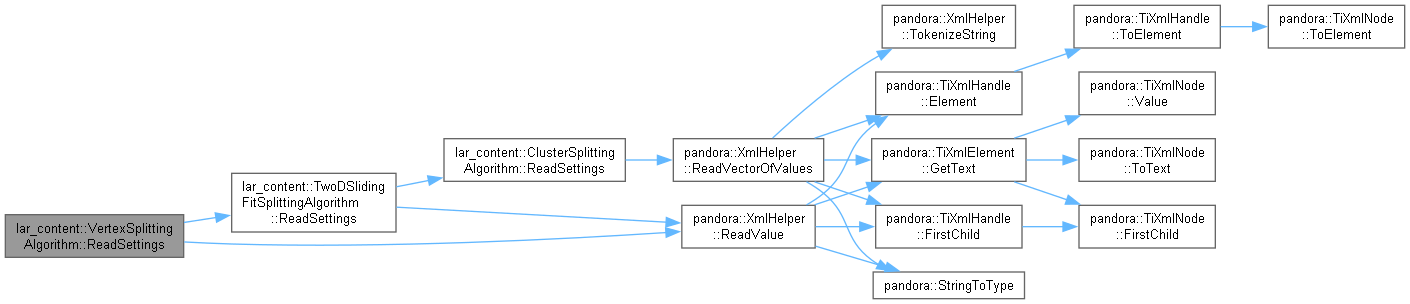 lar_content::VertexSplitting
Algorithm::ReadSettings
lar_content::TwoDSliding
FitSplittingAlgorithm
::ReadSettings
lar_content::ClusterSplitting
Algorithm::ReadSettings
pandora::XmlHelper
::ReadVectorOfValues
pandora::XmlHelper
::ReadValue
pandora::XmlHelper
::TokenizeString
pandora::TiXmlHandle
::Element
pandora::TiXmlElement
::GetText
pandora::TiXmlHandle
::FirstChild
pandora::StringToType
pandora::TiXmlHandle
::ToElement
pandora::TiXmlNode
::Value
pandora::TiXmlNode
::ToText
pandora::TiXmlNode
::FirstChild
pandora::TiXmlNode
::ToElement